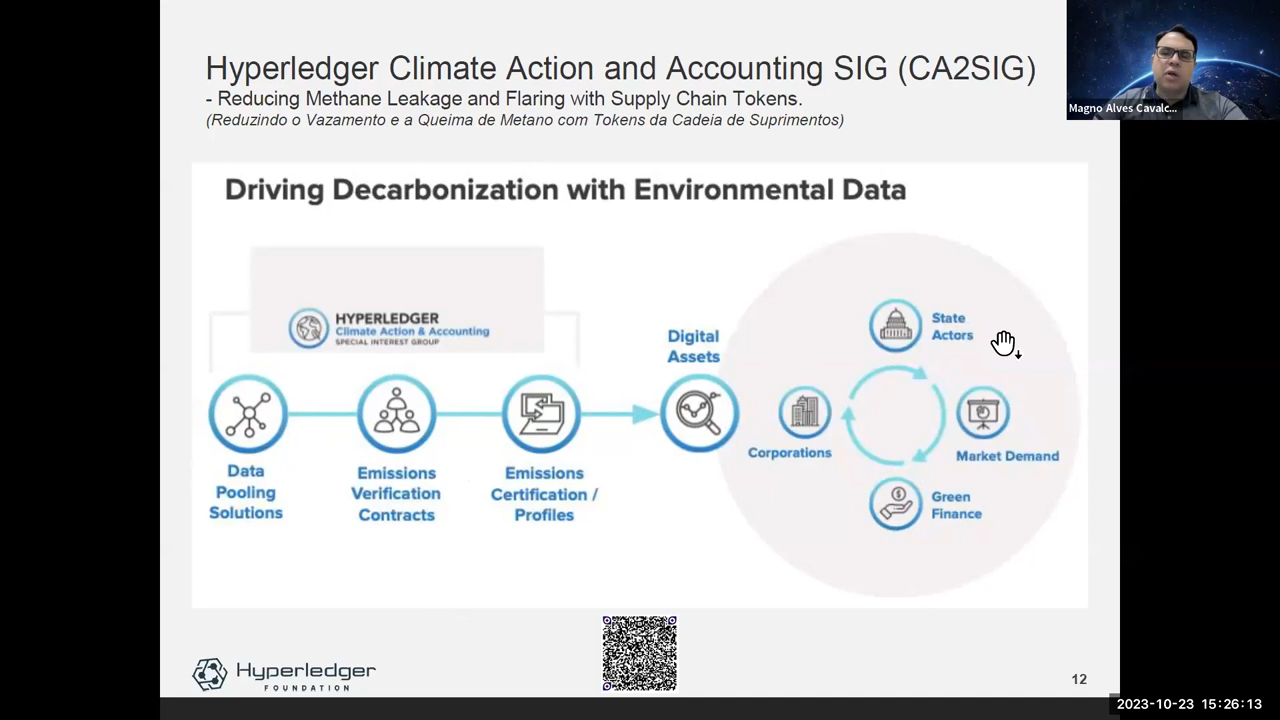 Hyperledger Climate Action and Accounting SIG (CA2SIG)
- Reducing Methane Leakage and Flaring with Supply Chain Tokens.
(Reduzindo o Vazamento e a Queima de Metano com Tokens da Cadeia de Suprimentos)
Magno Alves Cavalc...
Driving Decarbonization with Environmental Data
HYPERLEDGER
Climate Action & Accounting
SPECIAL INTEREST GROUP
Data
Pooling
Solutions
Emissions
Verification
Contracts
Emissions
Certification /
Profiles
Digital
Assets
State
Actors
Corporations
Market Demand
Green
Finance
Hyperledger
FOUNDATION
12
2023-10-23 15:26:13